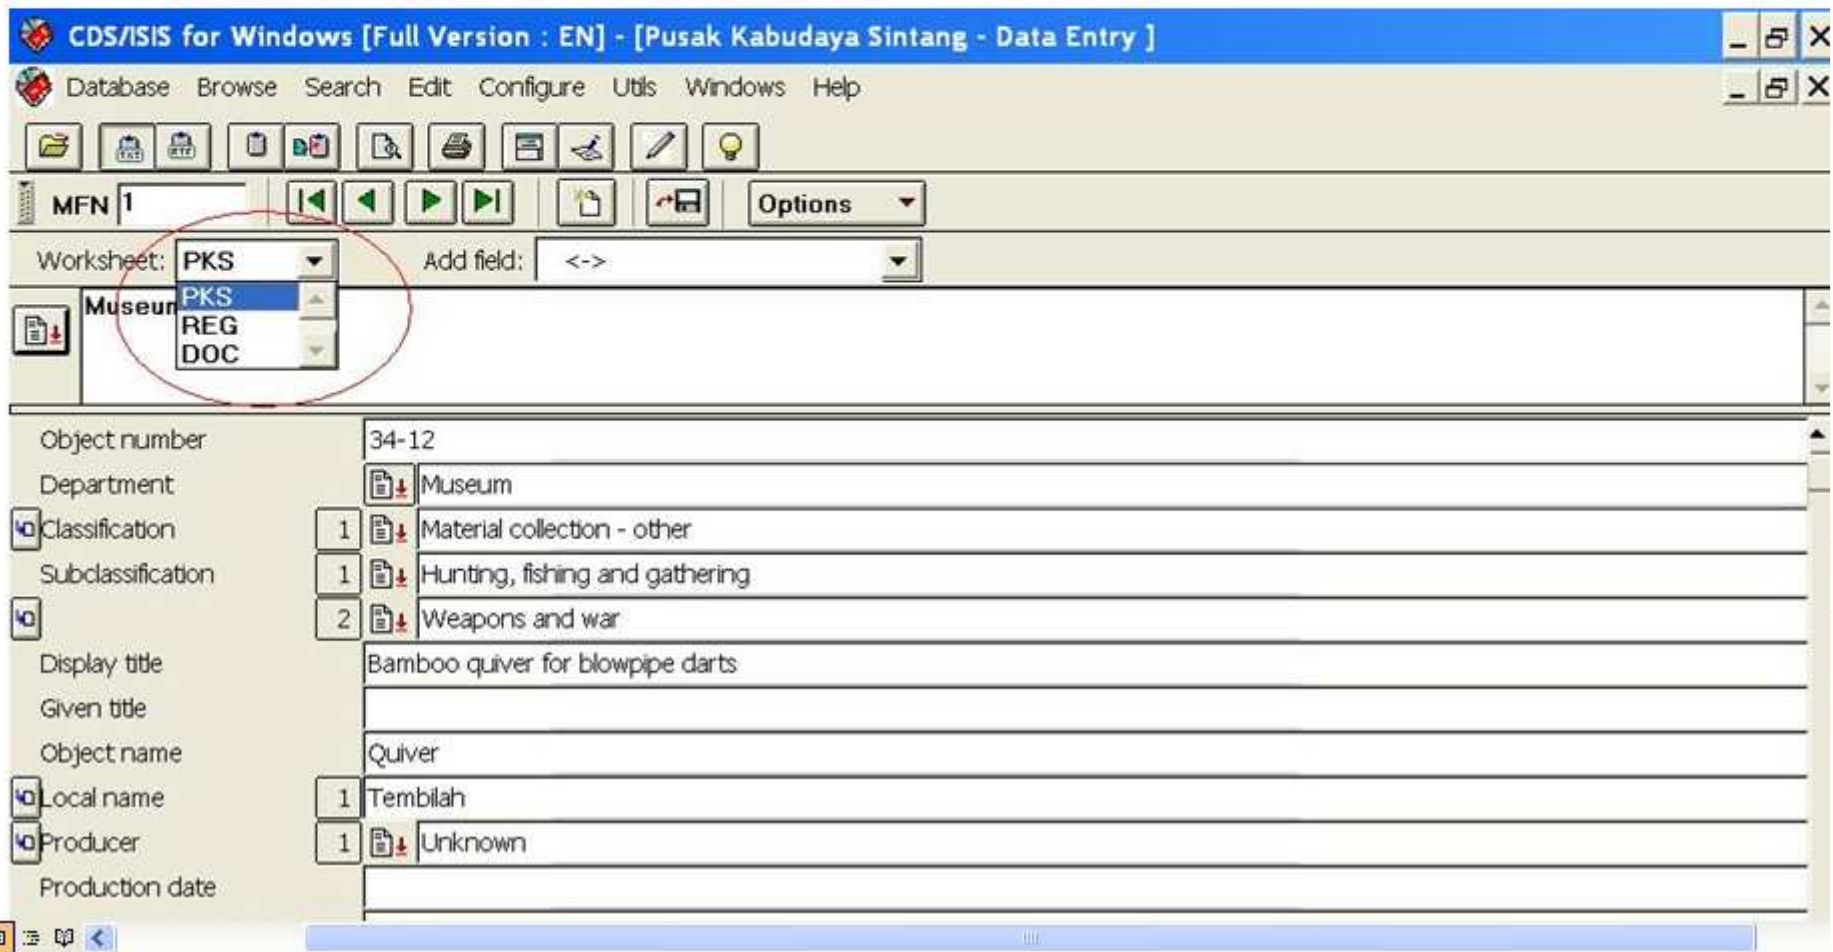 CDS/ISIS for Windows [Full Version : EN] - [Pusak Kabudaya Sintang - Data Entry ]
Database Browse Search Edit Configure Utils Windows Help
MFN 1 Options
Worksheet: PKS Add field: <->
PKS
Museum
REG
DOC
Object number 34-12
Department Museum
Classification 1 Material collection - other
Subclassification 1 Hunting, fishing and gathering
2 Weapons and war
Display title Bamboo quiver for blowpipe darts
Given title
Object name Quiver
Local name 1 Tembilah
Producer 1 Unknown
Production date